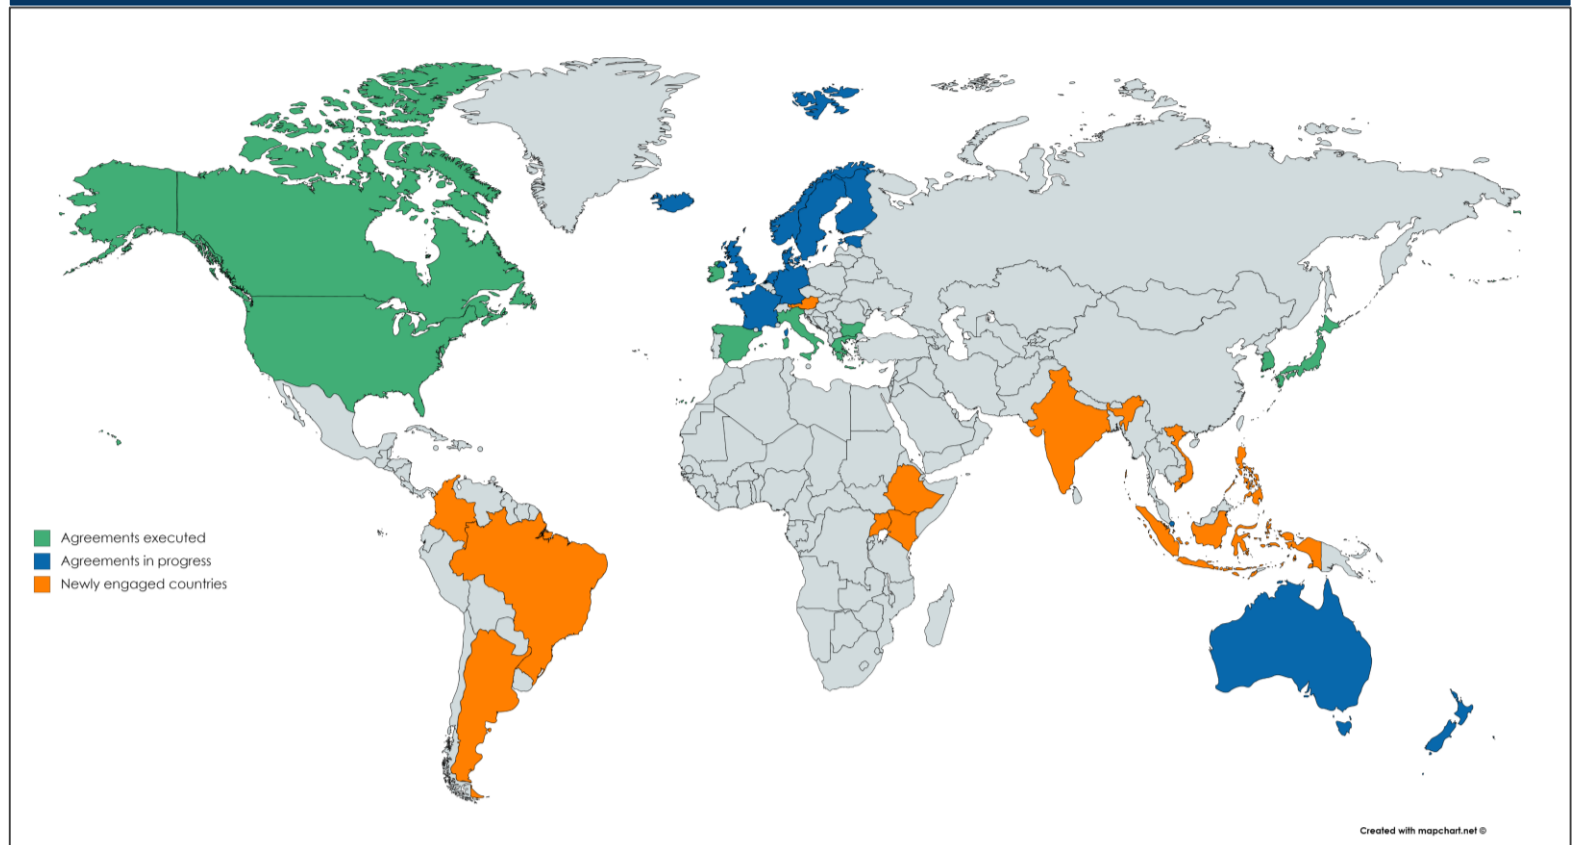 Agreements executed
Agreements in progress
Newly engaged countries
Created with mapchart.net ©